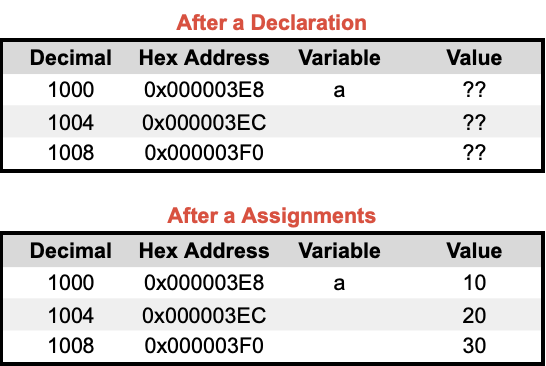 After a Declaration
Decimal Hex Address Variable Value
1000 0x000003E8 a ??
1004 0x000003EC ??
1008 0x000003F0 ??
After a Assignments
Decimal Hex Address Variable Value
1000 0x000003E8 a 10
1004 0x000003EC 20
1008 0x000003F0 30